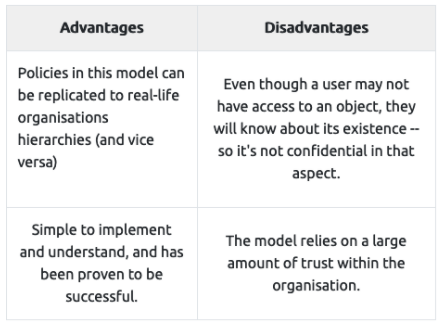 Advantages
Disadvantages
Policies in this model can
be replicated to real-life
organisations
hierarchies (and vice
versa)
Even though a user may not
have access to an object, they
will know about its existence --
so it's not confidential in that
aspect.
Simple to implement
and understand, and has
been proven to be
successful.
The model relies on a large
amount of trust within the
organisation.